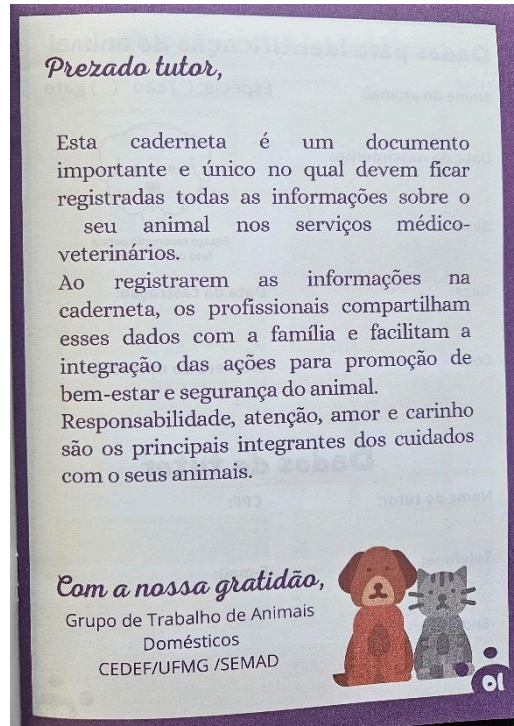 Prezado tutor,
Esta caderneta é um documento
importante e único no qual devem ficar
registradas todas as informações sobre o
seu animal nos serviços médico-
veterinários.
Ao registrarem as informações na
caderneta, os profissionais compartilham
esses dados com a família e facilitam a
integração das ações para promoção de
bem-estar e segurança do animal.
Responsabilidade, atenção, amor e carinho
são os principais integrantes dos cuidados
com o seus animais.
Com a nossa gratidão,
Grupo de Trabalho de Animais
Domésticos
CEDEF/UFMG /SEMAD
01